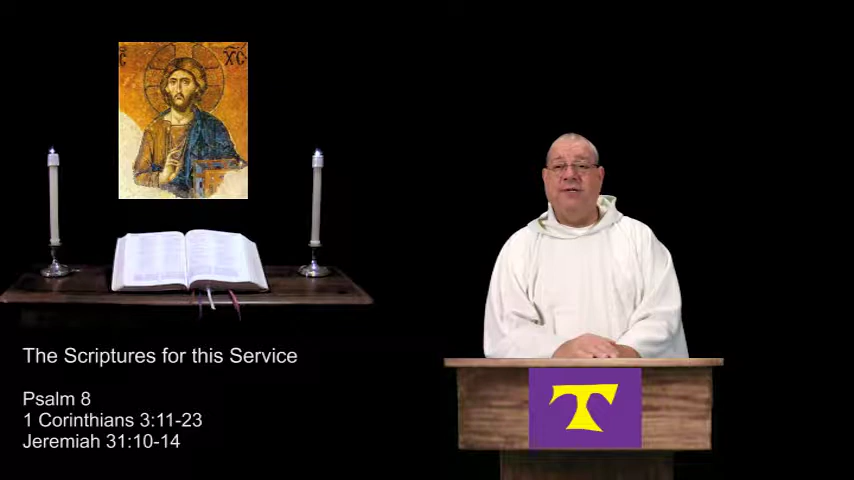 The Scriptures for this Service
Psalm 8
1 Corinthians 3:11-23
Jeremiah 31:10-14